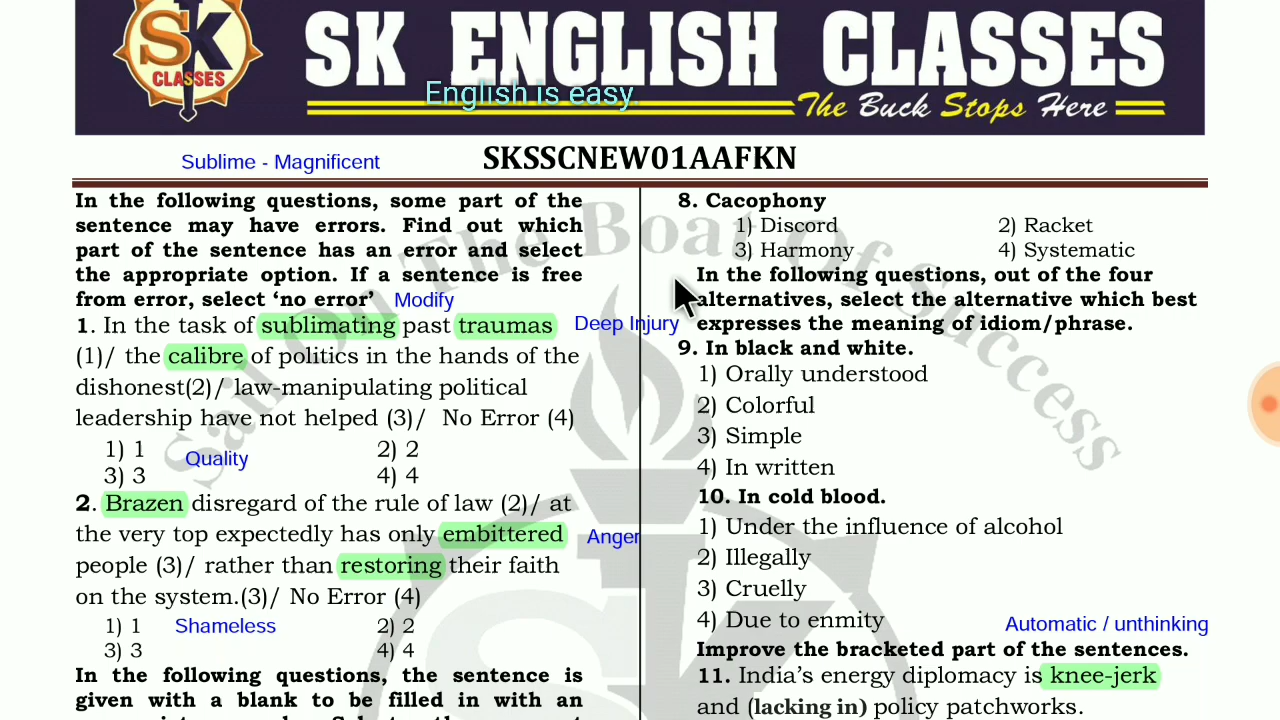 SK ENGLISH CLASSES
SK
CLASSES
English is easy.
The Buck Stops Here
Sublime - Magnificent
SKSSCNEW01AAFKN
In the following questions, some part of the
sentence may have errors. Find out which
part of the sentence has an error and select
the appropriate option. If a sentence is free
from error, select ‘no error’ Modify
1. In the task of sublimating past traumas Deep Injury
(1)/ the calibre of politics in the hands of the
dishonest(2)/ law-manipulating political
leadership have not helped (3)/ No Error (4)
1) 1 2) 2
Quality
3) 3 4) 4
2. Brazen disregard of the rule of law (2)/ at
the very top expectedly has only embittered Anger
people (3)/ rather than restoring their faith
on the system.(3)/ No Error (4)
1) 1 Shameless 2) 2
3) 3 4) 4
In the following questions, the sentence is
given with a blank to be filled in with an
8. Cacophony
1) Discord 2) Racket
3) Harmony 4) Systematic
In the following questions, out of the four
alternatives, select the alternative which best
expresses the meaning of idiom/phrase.
9. In black and white.
1) Orally understood
2) Colorful
3) Simple
4) In written
10. In cold blood.
1) Under the influence of alcohol
2) Illegally
3) Cruelly
4) Due to enmity
Automatic / unthinking
Improve the bracketed part of the sentences.
11. India’s energy diplomacy is knee-jerk
and (lacking in) policy patchworks.
Sail On The Boat Of Success